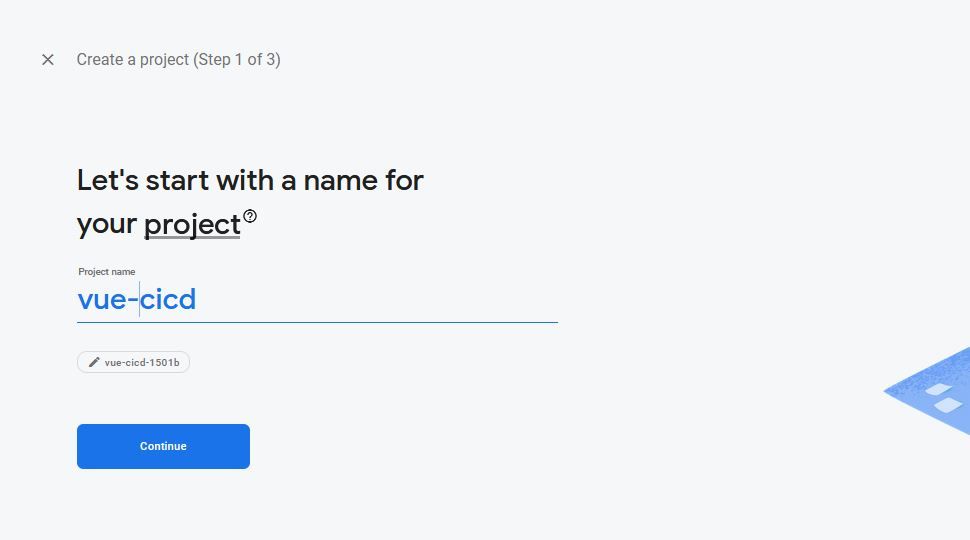 Create a project (Step 1 of 3)
Let's start with a name for
your project
Project name
vue-cicd
vue-cicd-1501b
Continue